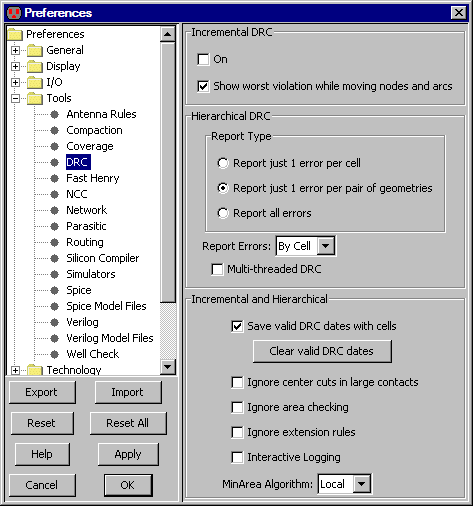 Preferences
Preferences
General
Display
I/O
Tools
Antenna Rules
Compaction
Coverage
DRC
Fast Henry
NCC
Network
Parasitic
Routing
Silicon Compiler
Simulators
Spice
Spice Model Files
Verilog
Verilog Model Files
Well Check
Technology
Export
Import
Reset
Reset All
Help
Apply
Cancel
OK
Incremental DRC
On
Show worst violation while moving nodes and arcs
Hierarchical DRC
Report Type
Report just 1 error per cell
Report just 1 error per pair of geometries
Report all errors
Report Errors: By Cell
Multi-threaded DRC
Incremental and Hierarchical
Save valid DRC dates with cells
Clear valid DRC dates
Ignore center cuts in large contacts
Ignore area checking
Ignore extension rules
Interactive Logging
MinArea Algorithm: Local